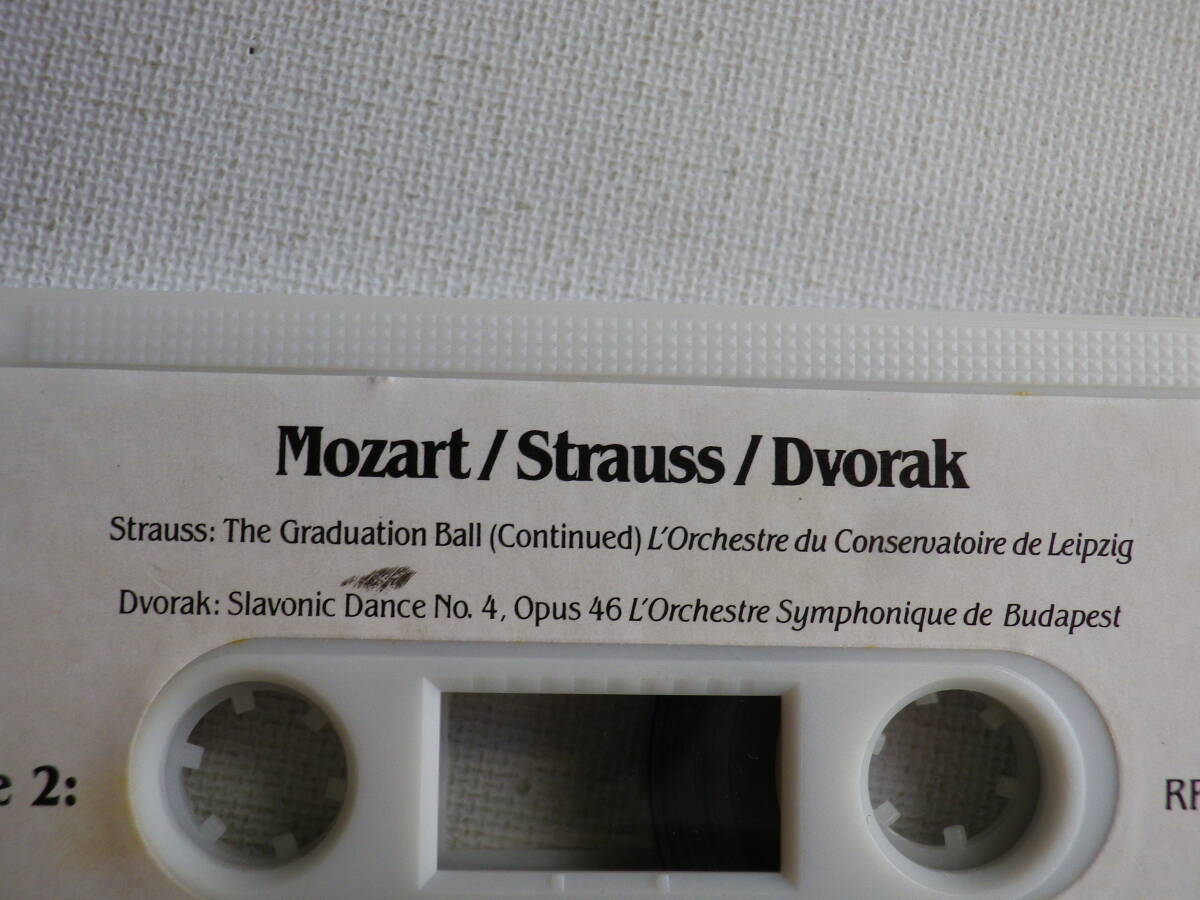 Mozart / Strauss / Dvorak
Strauss: The Graduation Ball (Continued) L'Orchestre du Conservatoire de Leipzig
Dvorak: Slavonic Dance No. 4, Opus 46 L'Orchestre Symphonique de Budapest
2: